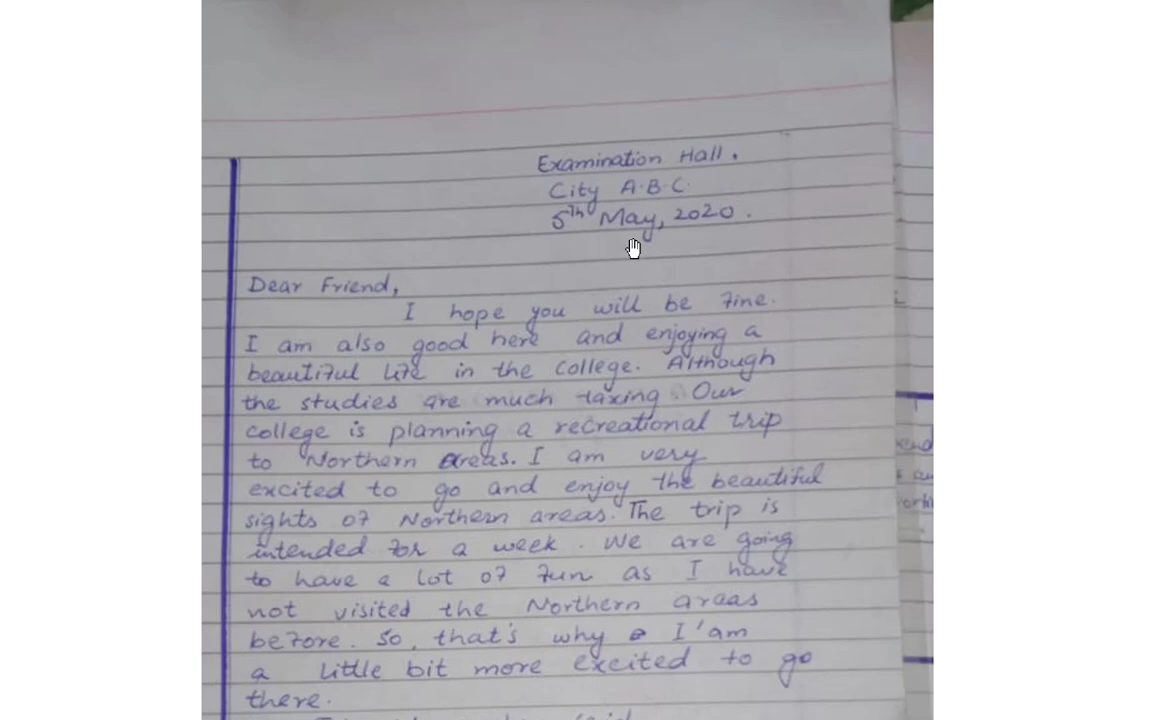 Examination Hall.
City A.B.C.
5th May, 2020.
Dear Friend,
I hope you will be fine.
I am also good here and enjoying a
beautiful life in the college. Although
the studies are much taxing. Our
college is planning a recreational trip
to Northern areas. I am very
excited to go and enjoy the beautiful
sights of Northern areas. The trip is
intended for a week. We are going
to have a lot of fun as I have
not visited the Northern areas
before. So, that's why I'am
a little bit more excited to go
there.